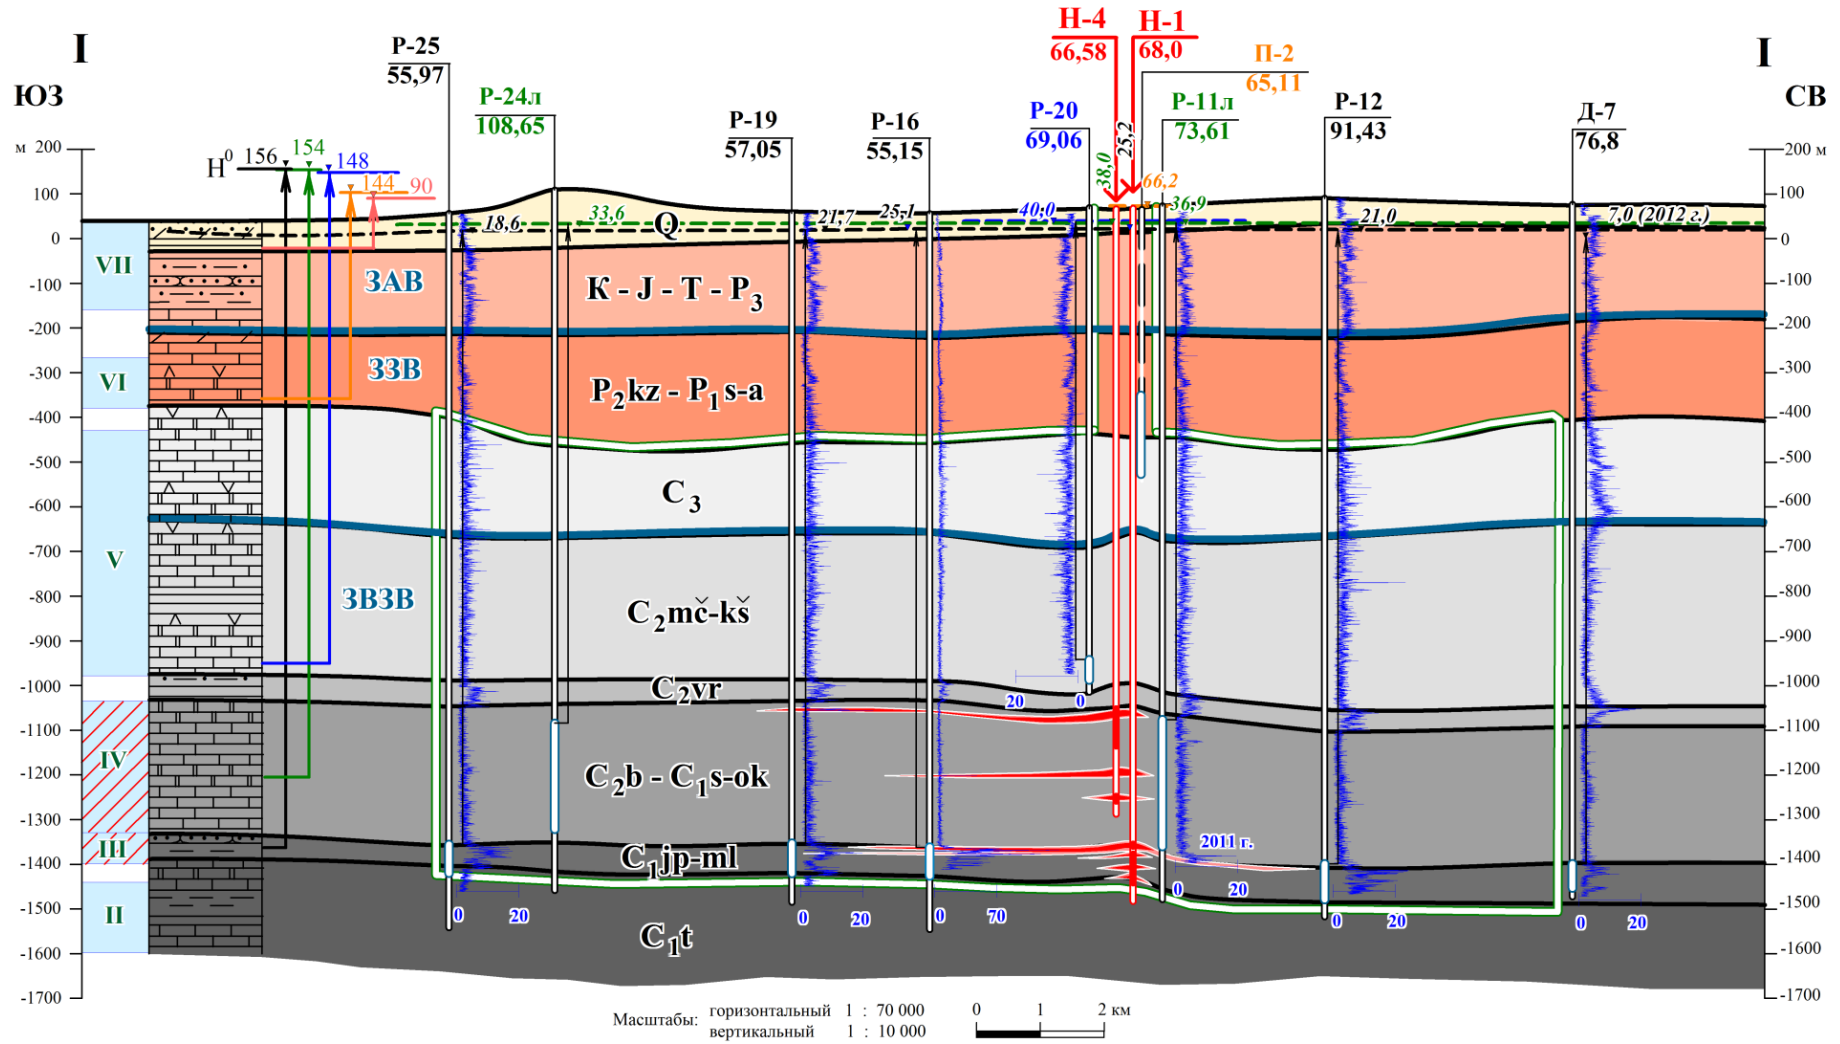 I
I
ЮЗ
СВ
Р-25
55,97
Р-24л
108,65
Р-19
57,05
Р-16
55,15
Р-20
69,06
Н-4
66,58
Н-1
68,0
П-2
65,11
Р-11л
73,61
Р-12
91,43
Д-7
76,8
м 200
100
0
-100
-200
-300
-400
-500
-600
-700
-800
-900
-1000
-1100
-1200
-1300
-1400
-1500
-1600
-1700
200 м
100
0
-100
-200
-300
-400
-500
-600
-700
-800
-900
-1000
-1100
-1200
-1300
-1400
-1500
-1600
-1700
H⁰ 156
154
148
144
90
18,6
33,6
Q
21,7
25,1
40,0
38,0
25,2
66,2
36,9
21,0
7,0 (2012 г.)
VII
VI
V
IV
III
II
ЗАВ
ЗЗВ
ЗВЗВ
K - J - T - P₃
P₂kz - P₁s-a
C₃
C₂mč-kš
C₂vr
C₂b - C₁s-ok
C₁jp-ml
C₁t
20 0
2011 г.
0 20
0 20
0 20
0 70
0 20
0 20
Масштабы:
горизонтальный 1 : 70 000
вертикальный 1 : 10 000
0 1 2 км